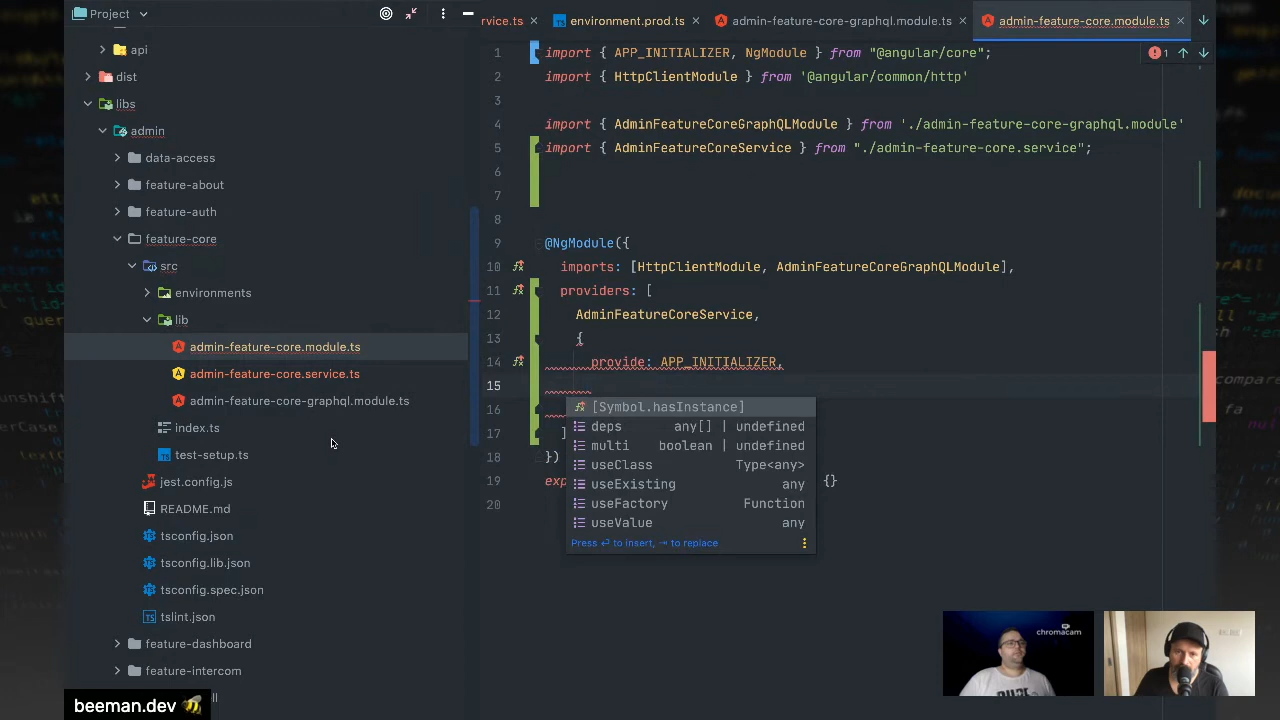 Project
api
dist
libs
admin
data-access
feature-about
feature-auth
feature-core
src
environments
lib
admin-feature-core.module.ts
admin-feature-core.service.ts
admin-feature-core-graphql.module.ts
index.ts
test-setup.ts
jest.config.js
README.md
tsconfig.json
tsconfig.lib.json
tsconfig.spec.json
tslint.json
feature-dashboard
feature-intercom
ll
beeman.dev
rvice.ts environment.prod.ts admin-feature-core-graphql.module.ts admin-feature-core.module.ts
1 import { APP_INITIALIZER, NgModule } from "@angular/core"; 1
2 import { HttpClientModule } from '@angular/common/http'
3
4 import { AdminFeatureCoreGraphQLModule } from './admin-feature-core-graphql.module'
5 import { AdminFeatureCoreService } from "./admin-feature-core.service";
6
7
8
9 @NgModule({
10 imports: [HttpClientModule, AdminFeatureCoreGraphQLModule],
11 providers: [
12 AdminFeatureCoreService,
13 {
14 provide: APP_INITIALIZER,
15
16
17 ]
18 })
19 exp {}
20
[Symbol.hasInstance]
deps any[] | undefined
multi boolean | undefined
useClass Type<any>
useExisting any
useFactory Function
useValue any
Press ⏎ to insert, ⇥ to replace
chromacam